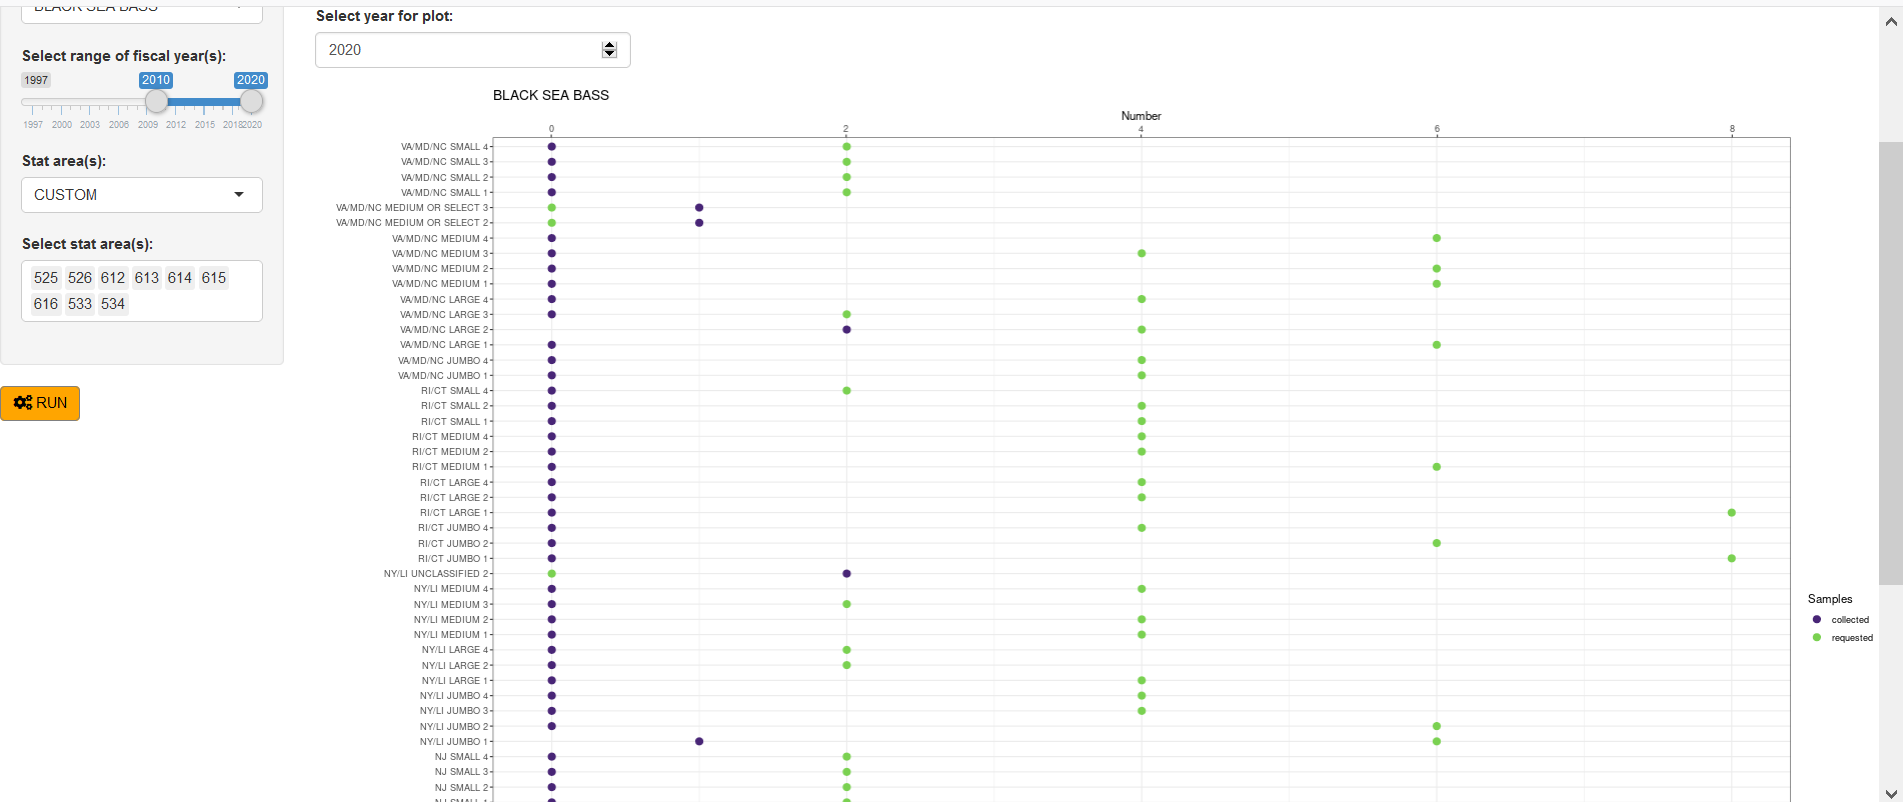 BLACK SEA BASS
Select range of fiscal year(s):
1997 2010 2020
1997 2000 2003 2006 2009 2012 2015 2018 2020
Stat area(s):
CUSTOM
Select stat area(s):
525 526 612 613 614 615
616 533 534
RUN
Select year for plot:
2020
BLACK SEA BASS
Number
0 2 4 6 8
VA/MD/NC SMALL 4
VA/MD/NC SMALL 3
VA/MD/NC SMALL 2
VA/MD/NC SMALL 1
VA/MD/NC MEDIUM OR SELECT 3
VA/MD/NC MEDIUM OR SELECT 2
VA/MD/NC MEDIUM 4
VA/MD/NC MEDIUM 3
VA/MD/NC MEDIUM 2
VA/MD/NC MEDIUM 1
VA/MD/NC LARGE 4
VA/MD/NC LARGE 3
VA/MD/NC LARGE 2
VA/MD/NC LARGE 1
VA/MD/NC JUMBO 4
VA/MD/NC JUMBO 1
RI/CT SMALL 4
RI/CT SMALL 2
RI/CT SMALL 1
RI/CT MEDIUM 4
RI/CT MEDIUM 2
RI/CT MEDIUM 1
RI/CT LARGE 4
RI/CT LARGE 2
RI/CT LARGE 1
RI/CT JUMBO 4
RI/CT JUMBO 2
RI/CT JUMBO 1
NY/LI UNCLASSIFIED 2
NY/LI MEDIUM 4
NY/LI MEDIUM 3
NY/LI MEDIUM 2
NY/LI MEDIUM 1
NY/LI LARGE 4
NY/LI LARGE 2
NY/LI LARGE 1
NY/LI JUMBO 4
NY/LI JUMBO 3
NY/LI JUMBO 2
NY/LI JUMBO 1
NJ SMALL 4
NJ SMALL 3
NJ SMALL 2
Samples
collected
requested